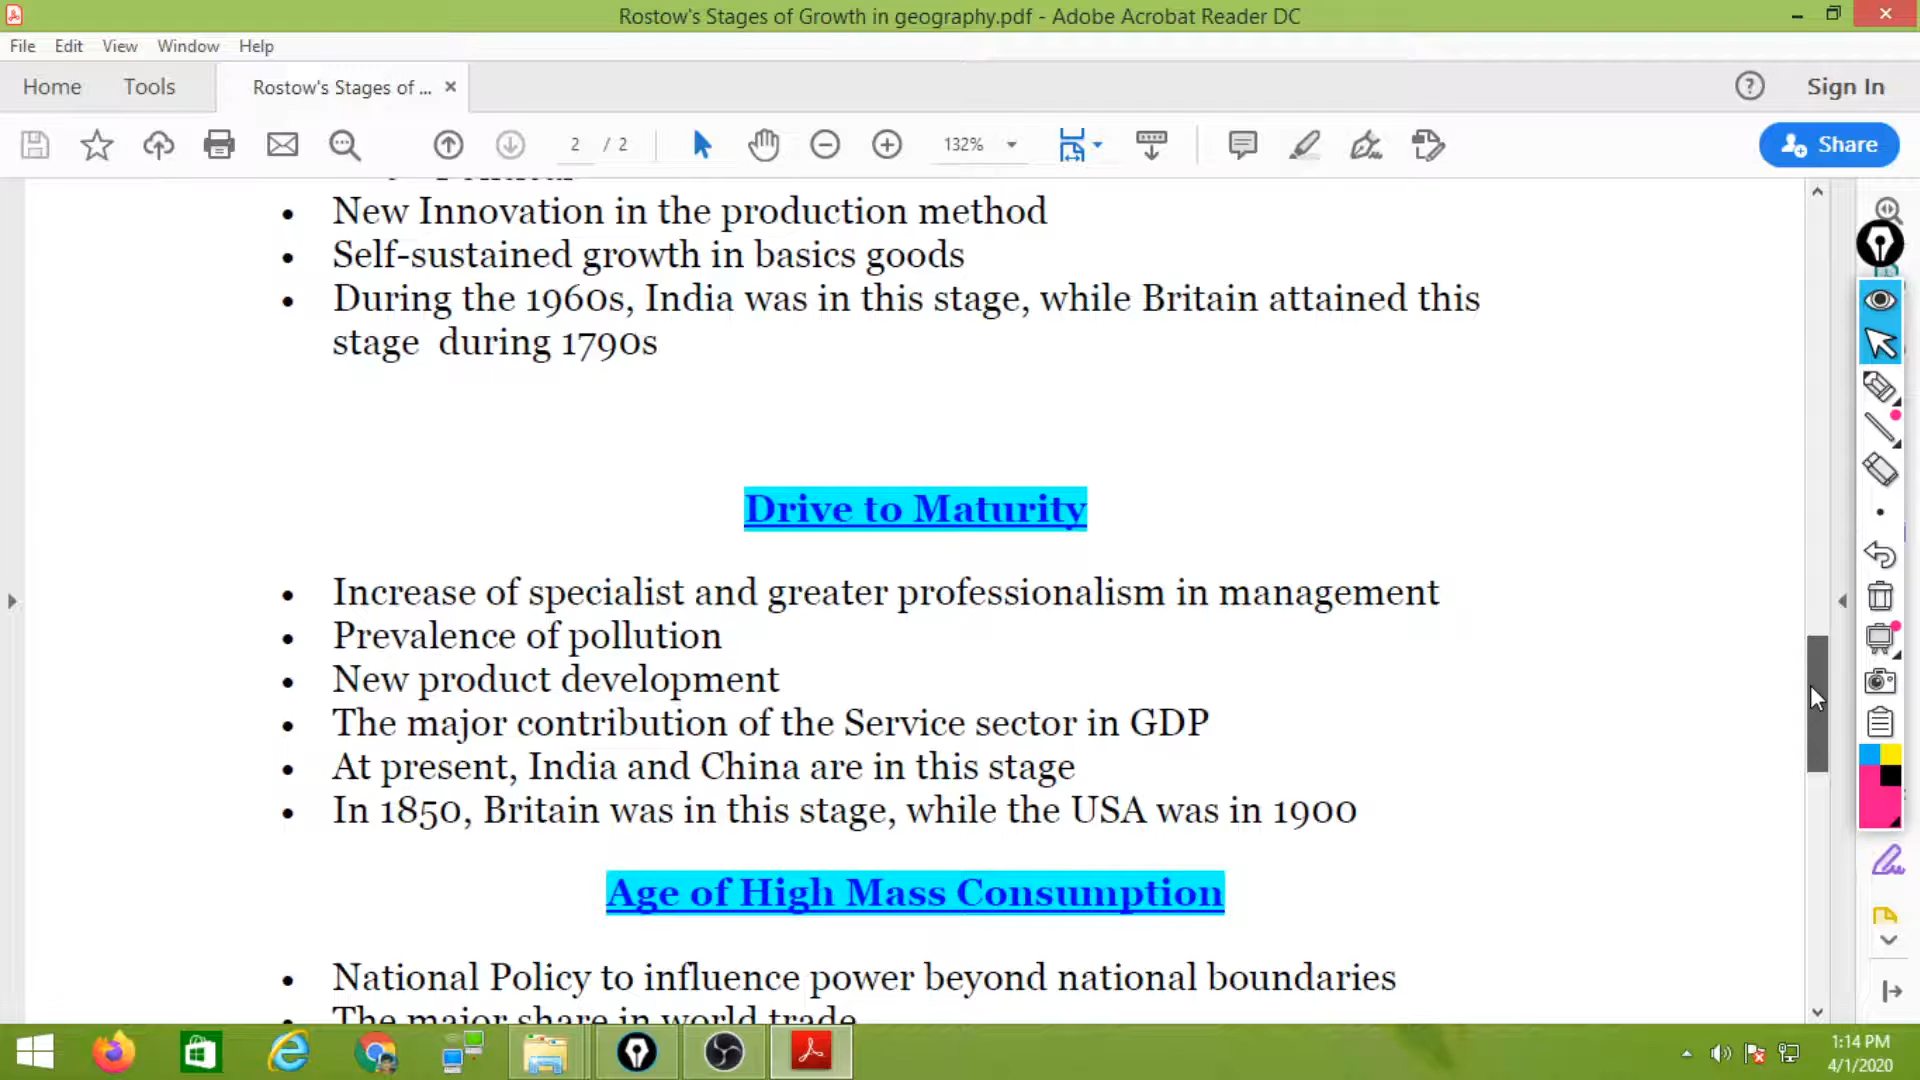 Rostow's Stages of Growth in geography.pdf - Adobe Acrobat Reader DC
File Edit View Window Help
Home Tools Rostow's Stages of ... Sign In
2 / 2 132% Share
• New Innovation in the production method
• Self-sustained growth in basics goods
• During the 1960s, India was in this stage, while Britain attained this
stage during 1790s
Drive to Maturity
• Increase of specialist and greater professionalism in management
• Prevalence of pollution
• New product development
• The major contribution of the Service sector in GDP
• At present, India and China are in this stage
• In 1850, Britain was in this stage, while the USA was in 1900
Age of High Mass Consumption
• National Policy to influence power beyond national boundaries
• The major share in world trade
1:14 PM
4/1/2020